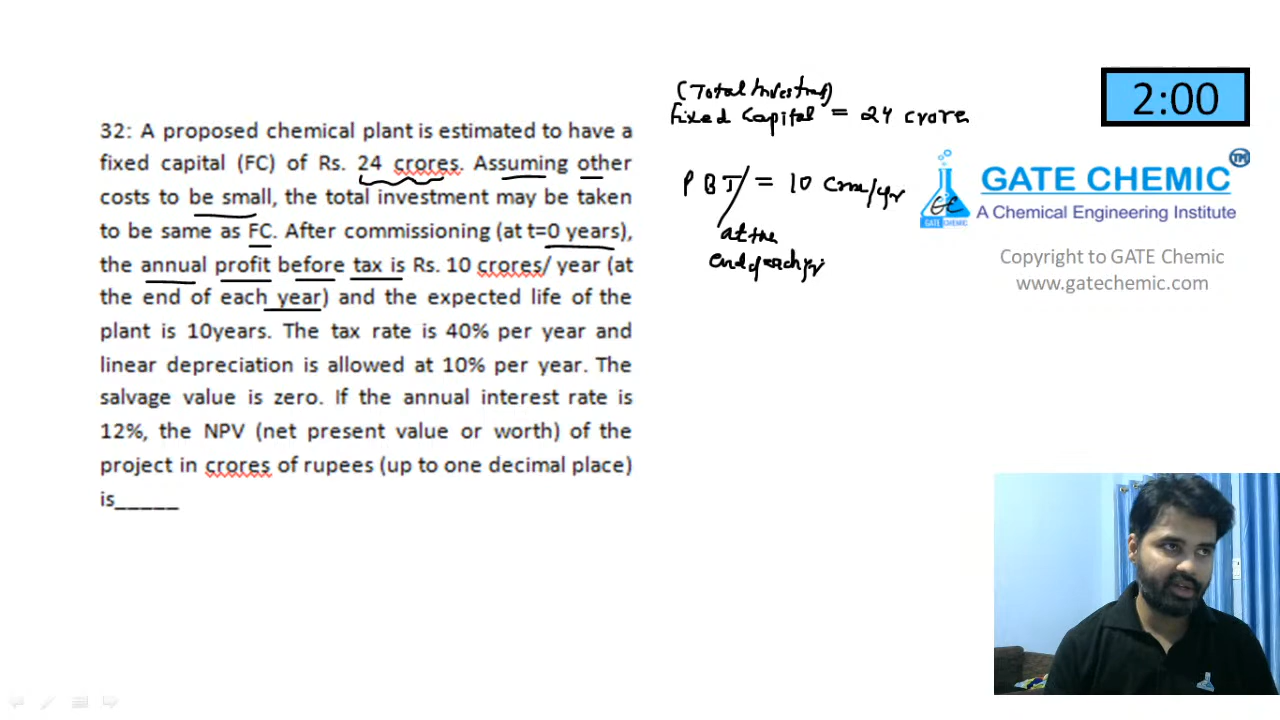 32: A proposed chemical plant is estimated to have a
fixed capital (FC) of Rs. 24 crores. Assuming other
costs to be small, the total investment may be taken
to be same as FC. After commissioning (at t=0 years),
the annual profit before tax is Rs. 10 crores/ year (at
the end of each year) and the expected life of the
plant is 10years. The tax rate is 40% per year and
linear depreciation is allowed at 10% per year. The
salvage value is zero. If the annual interest rate is
12%, the NPV (net present value or worth) of the
project in crores of rupees (up to one decimal place)
is_____
(Total
Fixed Capital = 24 crore
PBT = 10
at the
end of each yr
2:00
TM
GATE CHEMIC
A Chemical Engineering Institute
GC
GATE CHEMIC
Copyright to GATE Chemic
www.gatechemic.com